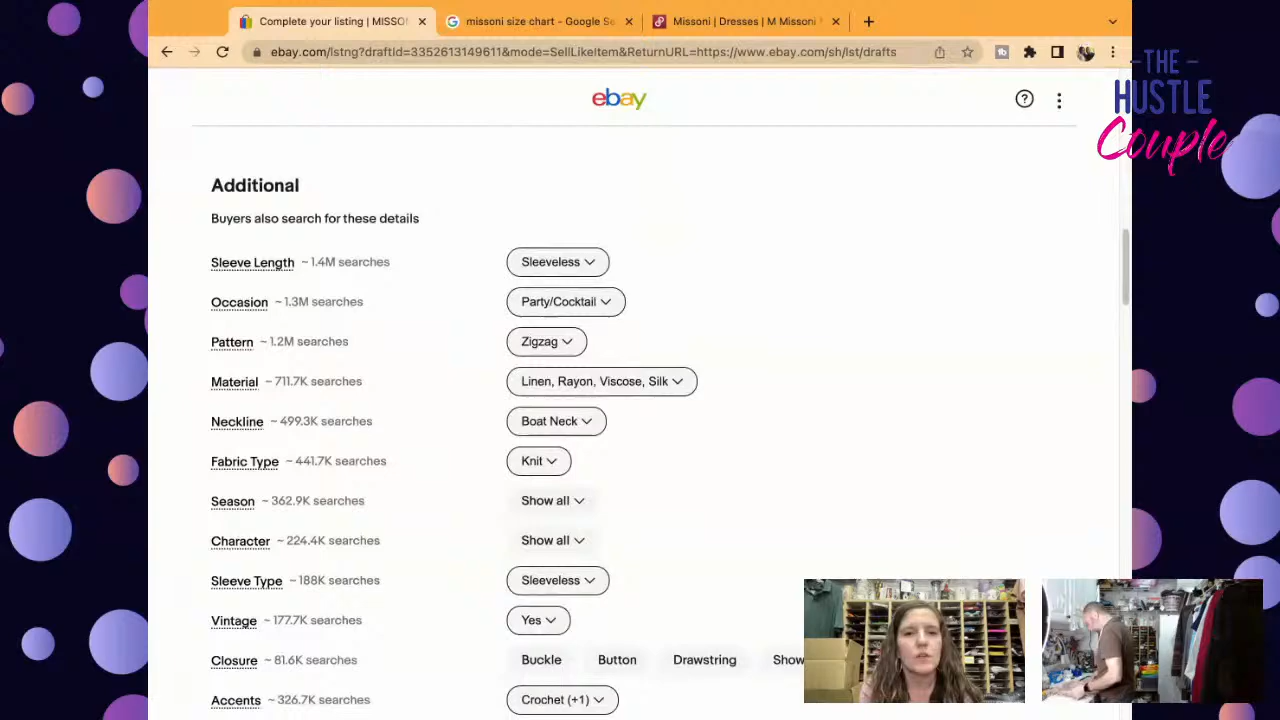 Complete your listing | MISSON
missoni size chart - Google Se
Missoni | Dresses | M Missoni
ebay.com/lstng?draftId=3352613149611&mode=SellLikeItem&ReturnURL=https://www.ebay.com/sh/lst/drafts
-THE-
HUSTLE
Couple
ebay
Additional
Buyers also search for these details
Sleeve Length ~ 1.4M searches Sleeveless
Occasion ~ 1.3M searches Party/Cocktail
Pattern ~ 1.2M searches Zigzag
Material ~ 711.7K searches Linen, Rayon, Viscose, Silk
Neckline ~ 499.3K searches Boat Neck
Fabric Type ~ 441.7K searches Knit
Season ~ 362.9K searches Show all
Character ~ 224.4K searches Show all
Sleeve Type ~ 188K searches Sleeveless
Vintage ~ 177.7K searches Yes
Closure ~ 81.6K searches Buckle Button Drawstring Show
Accents ~ 326.7K searches Crochet (+1)